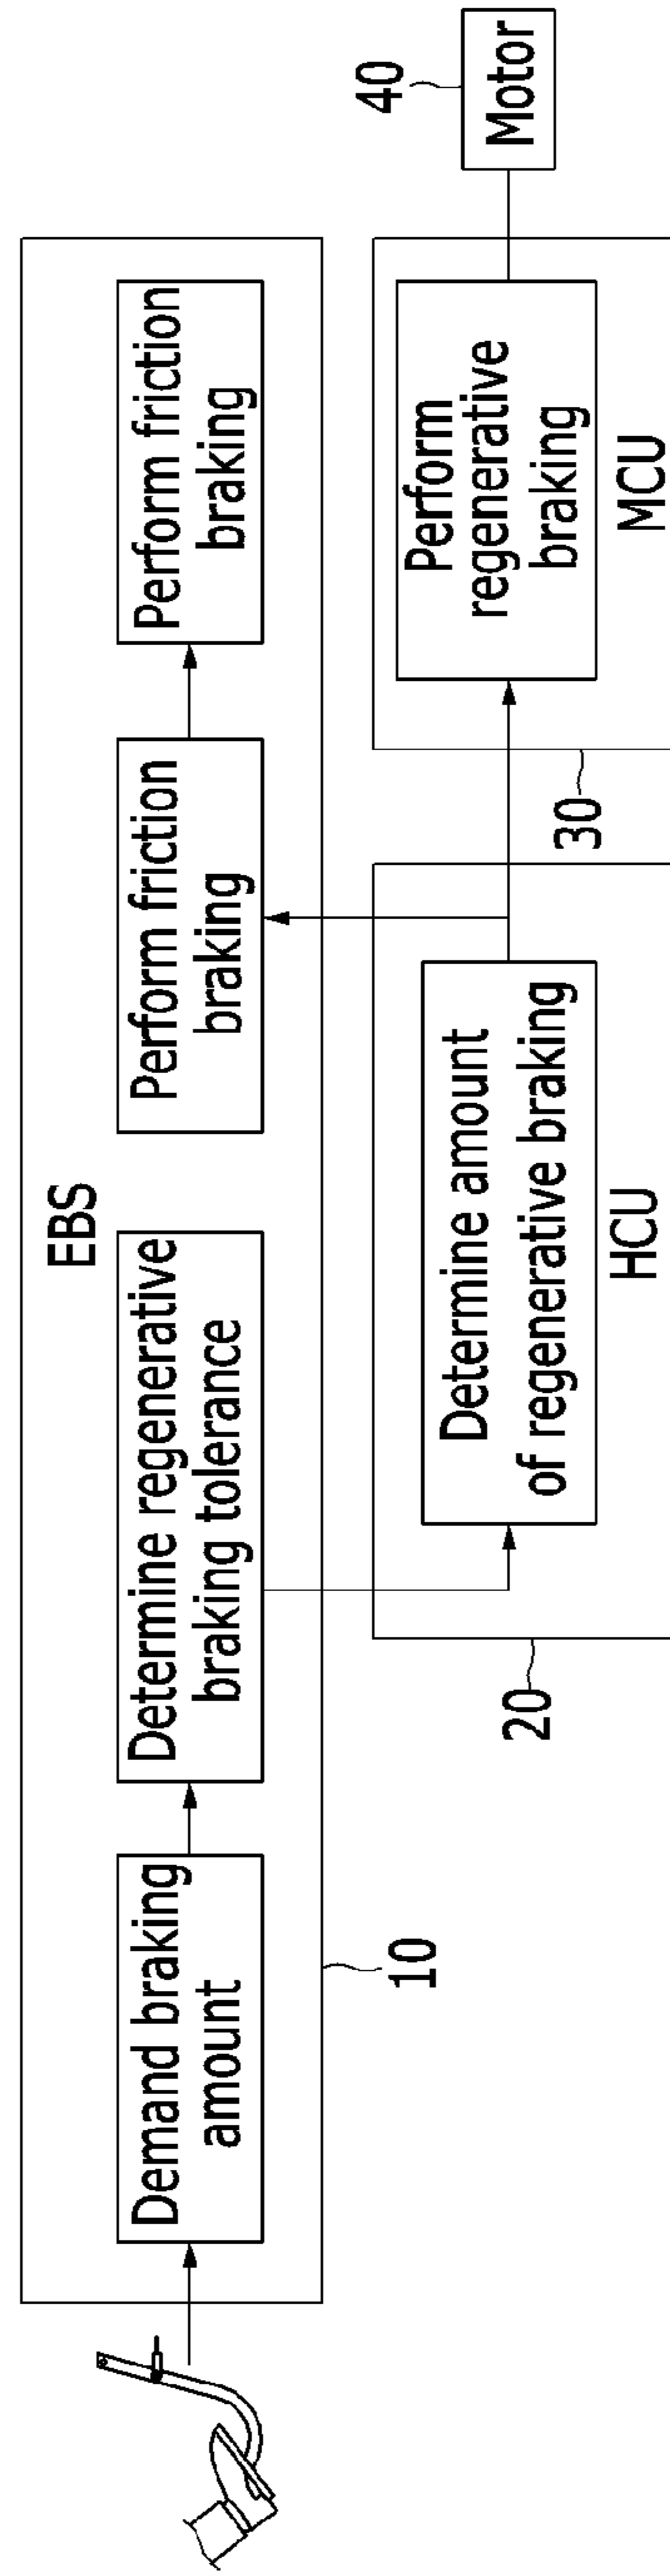 EBS
Demand braking
amount
Determine regenerative
braking tolerance
Perform friction
braking
Perform friction
braking
10
Determine amount
of regenerative braking
HCU
20
Perform
regenerative
braking
MCU
30
Motor
40